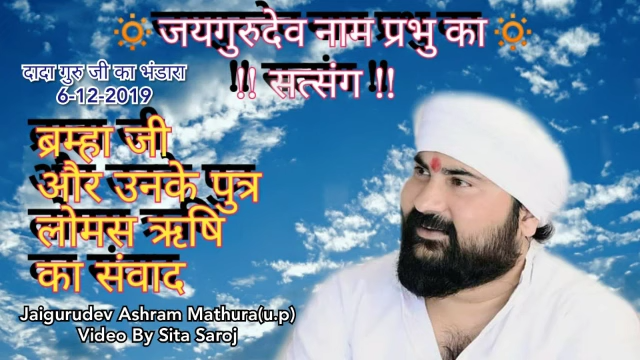 जयगुरुदेव नाम प्रभु का
!! सत्संग !!
दादा गुरु जी का भंडारा
6-12-2019
ब्रम्हा जी
और उनके पुत्र
लोमस ऋषि
का संवाद
Jaigurudev Ashram Mathura(u.p)
Video By Sita Saroj